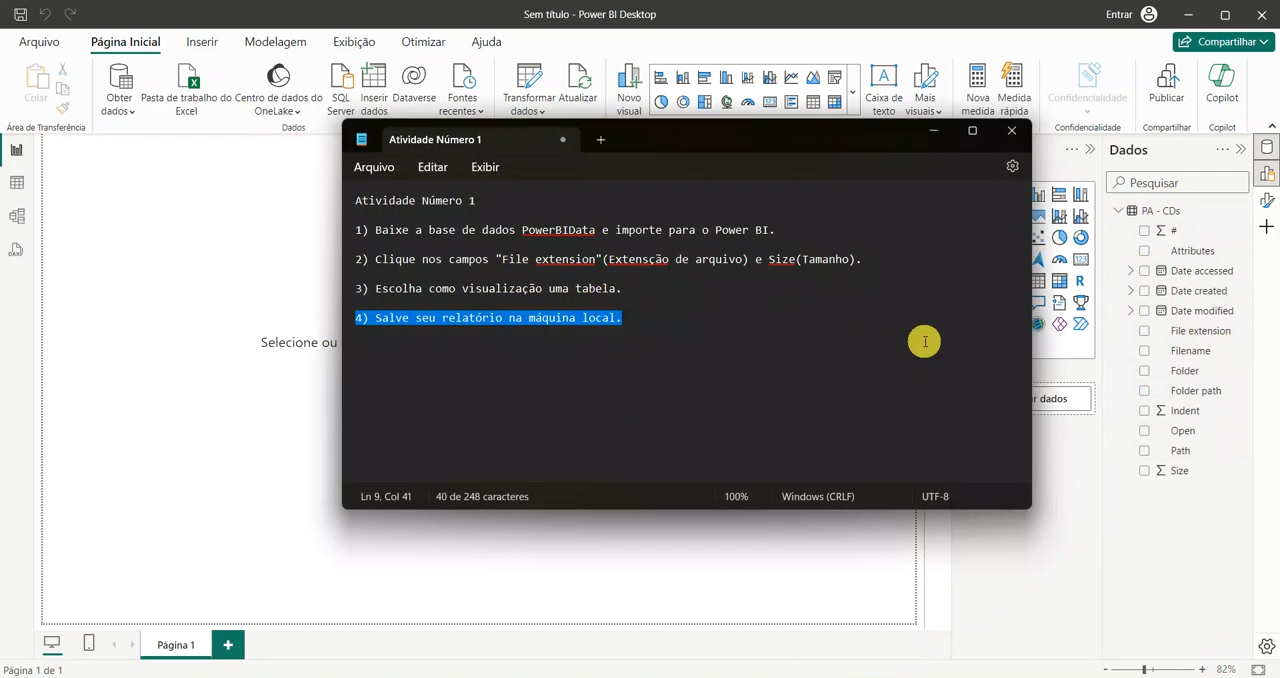 Sem título - Power BI Desktop
Entrar
Arquivo
Página Inicial
Inserir
Modelagem
Exibição
Otimizar
Ajuda
Compartilhar
Colar
Obter dados
Pasta de trabalho do Excel
Centro de dados do OneLake
SQL Server
Inserir dados
Dataverse
Fontes recentes
Transformar dados
Atualizar
Novo visual
Caixa de texto
Mais visuais
Nova medida
Medida rápida
Confidencialidade
Publicar
Copilot
Área de Transferência
Dados
Confidencialidade
Compartilhar
Copilot
Atividade Número 1
Arquivo
Editar
Exibir
Atividade Número 1
1) Baixe a base de dados PowerBIData e importe para o Power BI.
2) Clique nos campos "File extension"(Extensção de arquivo) e Size(Tamanho).
3) Escolha como visualização uma tabela.
4) Salve seu relatório na máquina local.
Ln 9, Col 41
40 de 248 caracteres
100%
Windows (CRLF)
UTF-8
Selecione ou
r dados
Dados
Pesquisar
PA - CDs
#
Attributes
Date accessed
Date created
Date modified
File extension
Filename
Folder
Folder path
Indent
Open
Path
Size
Página 1
Página 1 de 1
82%